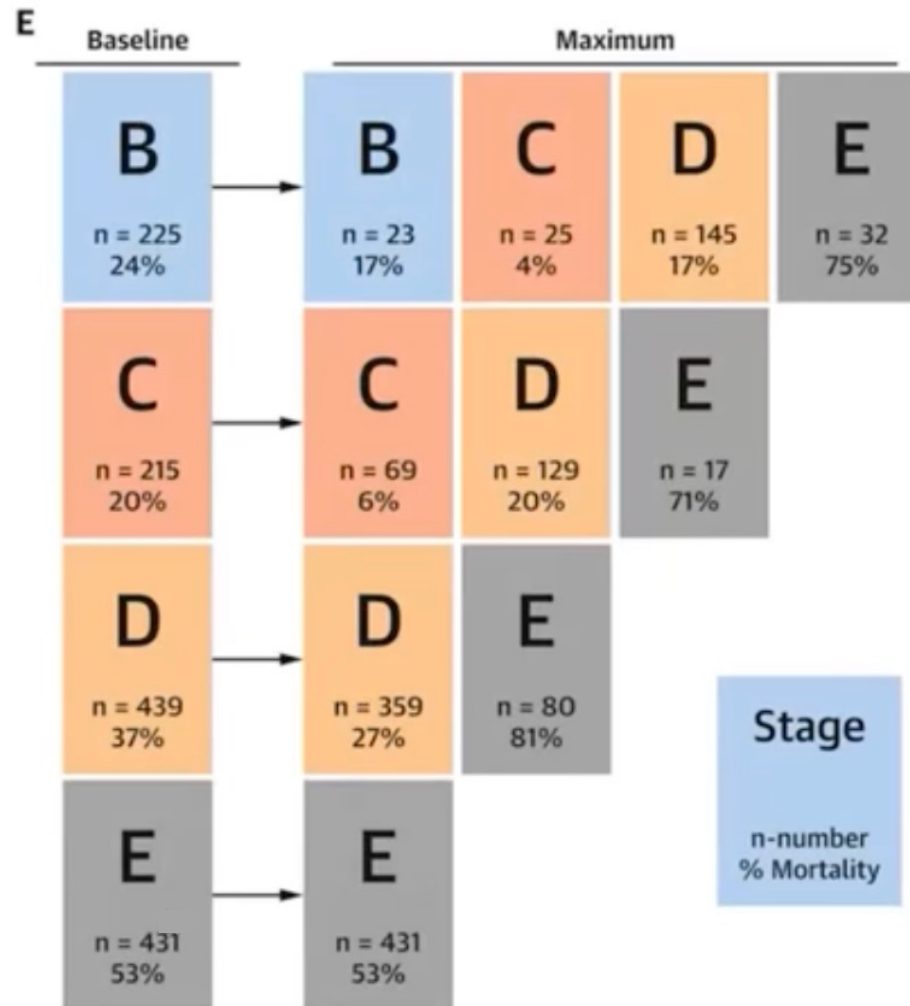 E
Baseline
Maximum
B
n = 225
24%
B
n = 23
17%
C
n = 25
4%
D
n = 145
17%
E
n = 32
75%
C
n = 215
20%
C
n = 69
6%
D
n = 129
20%
E
n = 17
71%
D
n = 439
37%
D
n = 359
27%
E
n = 80
81%
E
n = 431
53%
E
n = 431
53%
Stage
n-number
% Mortality